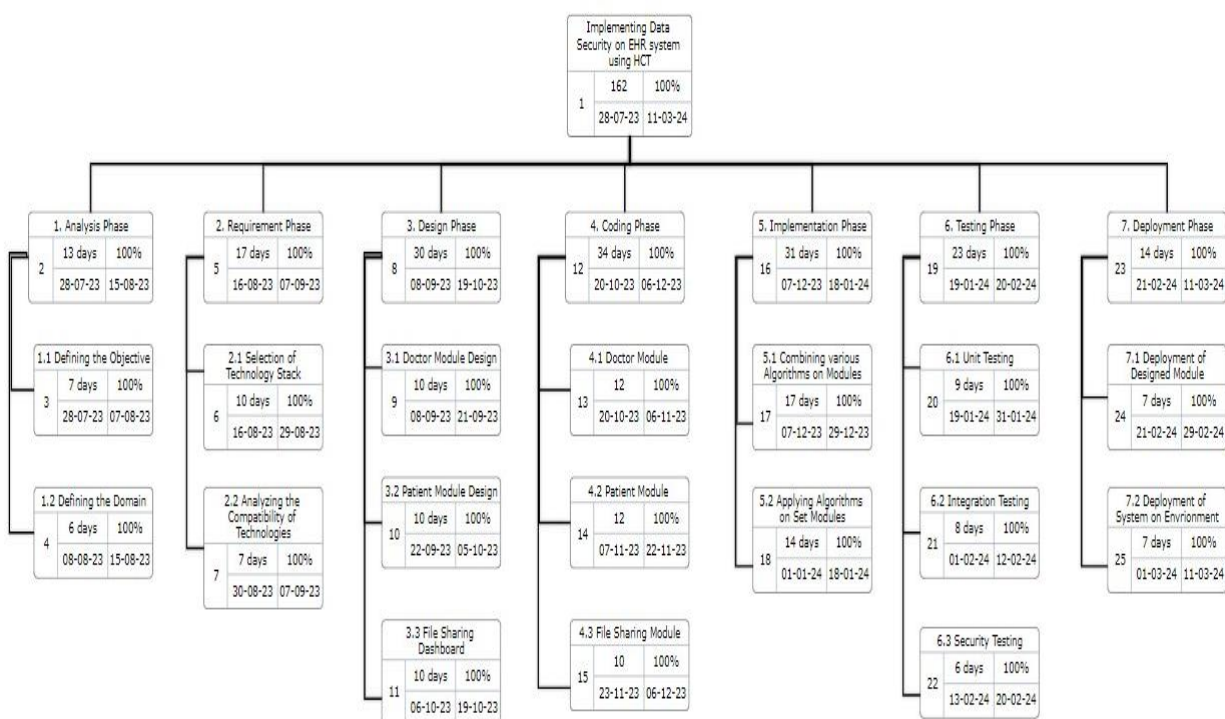 Implementing Data
Security on EHR system
using HCT
162 100%
1
28-07-23 11-03-24
1. Analysis Phase
13 days 100%
2
28-07-23 15-08-23
1.1 Defining the Objective
7 days 100%
3
28-07-23 07-08-23
1.2 Defining the Domain
6 days 100%
4
08-08-23 15-08-23
2. Requirement Phase
17 days 100%
5
16-08-23 07-09-23
2.1 Selection of
Technology Stack
10 days 100%
6
16-08-23 29-08-23
2.2 Analyzing the
Compatibility of
Technologies
7 days 100%
7
30-08-23 07-09-23
3. Design Phase
30 days 100%
8
08-09-23 19-10-23
3.1 Doctor Module Design
10 days 100%
9
08-09-23 21-09-23
3.2 Patient Module Design
10 days 100%
10
22-09-23 05-10-23
3.3 File Sharing
Dashboard
10 days 100%
11
06-10-23 19-10-23
4. Coding Phase
34 days 100%
12
20-10-23 06-12-23
4.1 Doctor Module
12 100%
13
20-10-23 06-11-23
4.2 Patient Module
12 100%
14
07-11-23 22-11-23
4.3 File Sharing Module
10 100%
15
23-11-23 06-12-23
5. Implementation Phase
31 days 100%
16
07-12-23 18-01-24
5.1 Combining various
Algorithms on Modules
17 days 100%
17
07-12-23 29-12-23
5.2 Applying Algorithms
on Set Modules
14 days 100%
18
01-01-24 18-01-24
6. Testing Phase
23 days 100%
19
19-01-24 20-02-24
6.1 Unit Testing
9 days 100%
20
19-01-24 31-01-24
6.2 Integration Testing
8 days 100%
21
01-02-24 12-02-24
6.3 Security Testing
6 days 100%
22
13-02-24 20-02-24
7. Deployment Phase
14 days 100%
23
21-02-24 11-03-24
7.1 Deployment of
Designed Module
7 days 100%
24
21-02-24 29-02-24
7.2 Deployment of
System on Envrionment
7 days 100%
25
01-03-24 11-03-24